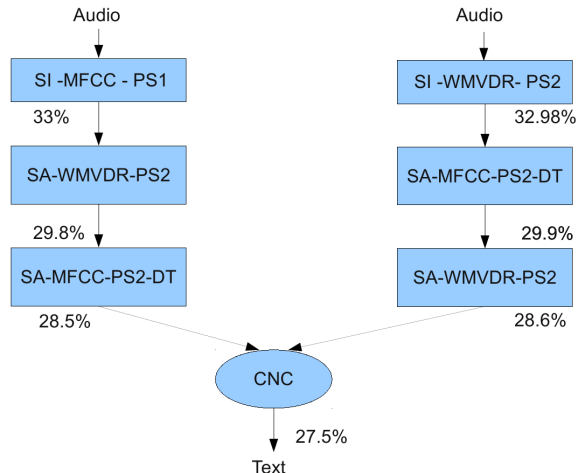 Audio
SI -MFCC - PS1
33%
SA-WMVDR-PS2
29.8%
SA-MFCC-PS2-DT
28.5%
Audio
SI -WMVDR- PS2
32.98%
SA-MFCC-PS2-DT
29.9%
SA-WMVDR-PS2
28.6%
CNC
27.5%
Text